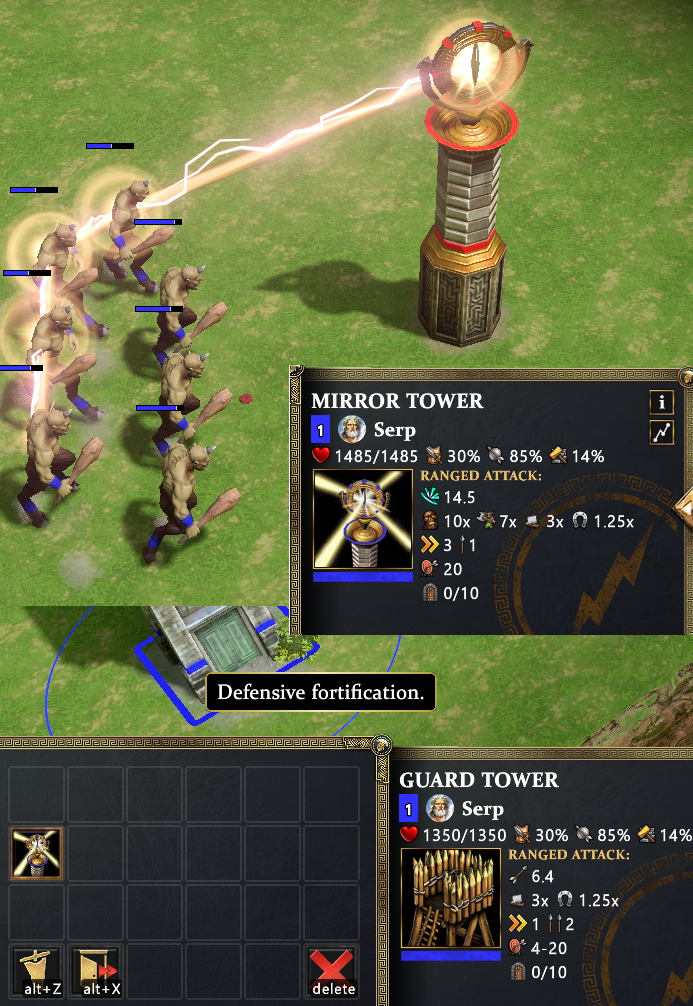 MIRROR TOWER
i
1 Serp
1485/1485 30% 85% 14%
RANGED ATTACK:
14.5
10x 7x 3x 1.25x
3 1
20
0/10
Defensive fortification.
GUARD TOWER
1 Serp
1350/1350 30% 85% 14%
RANGED ATTACK:
6.4
3x 1.25x
1 2
4-20
0/10
alt+Z alt+X delete